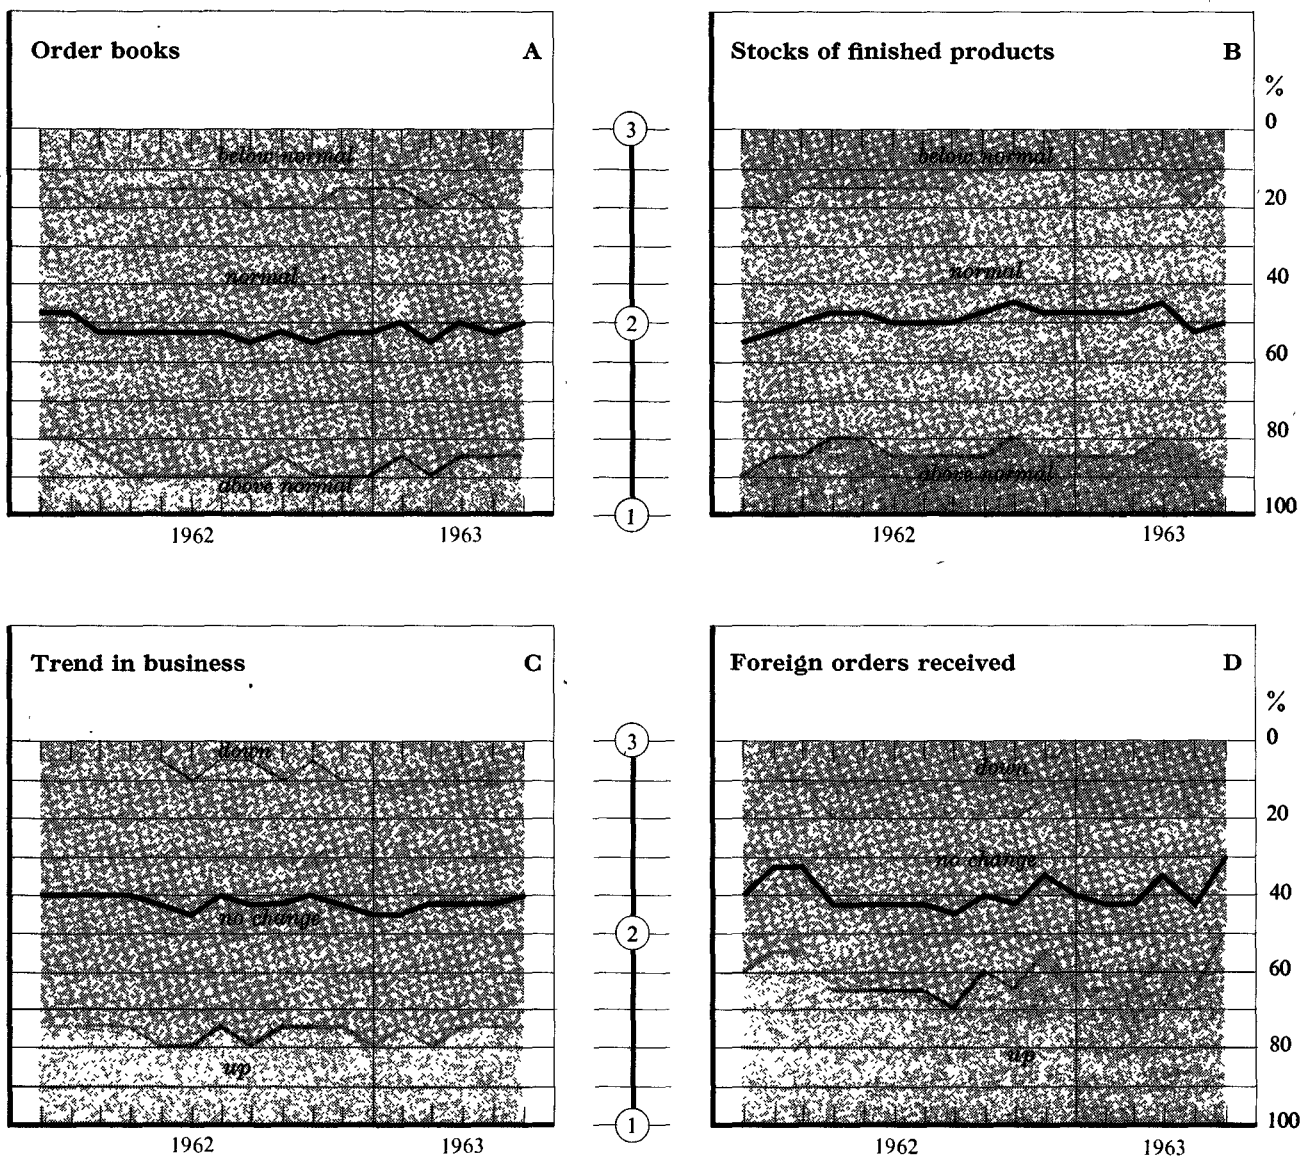 Order books A
below normal
normal
above normal
1962 1963
3
2
1
Stocks of finished products B
%
0
below normal
20
normal
40
60
80
above normal
100
1962 1963
Trend in business C
down
no change
up
1962 1963
3
2
1
Foreign orders received D
%
0
down
20
no change
40
60
up
80
100
1962 1963